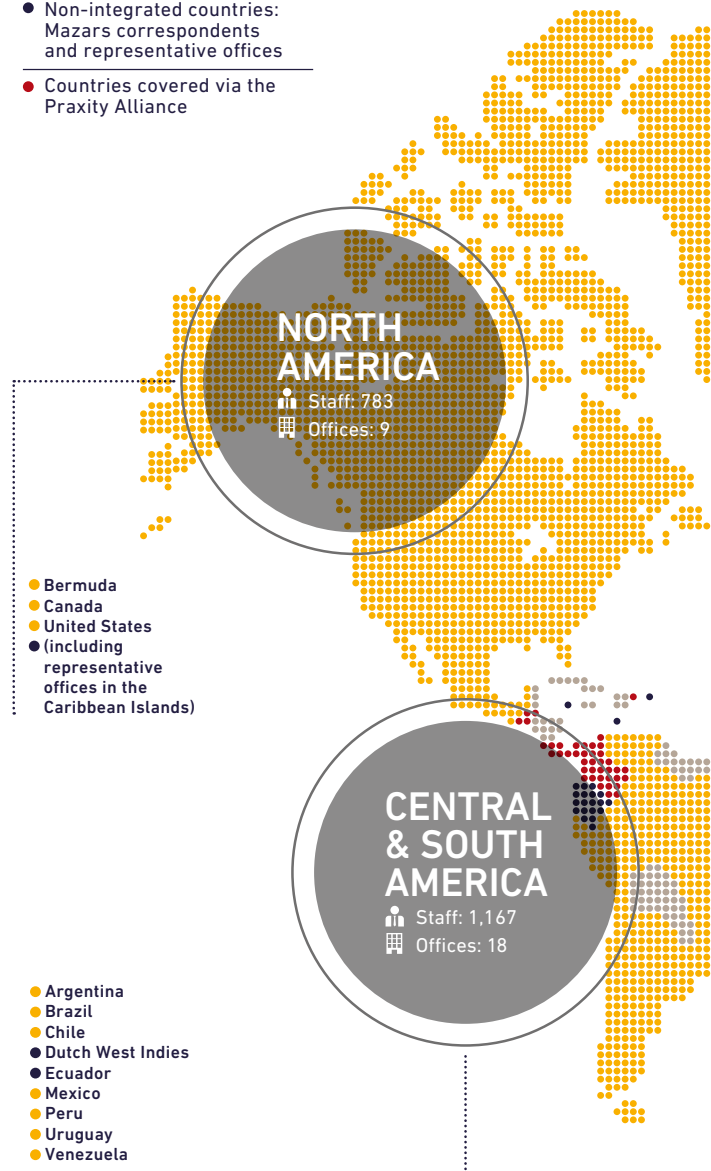 Non-integrated countries:
Mazars correspondents
and representative offices
Countries covered via the
Praxity Alliance
NORTH
AMERICA
Staff: 783
Offices: 9
Bermuda
Canada
United States
(including
representative
offices in the
Caribbean Islands)
CENTRAL
& SOUTH
AMERICA
Staff: 1,167
Offices: 18
Argentina
Brazil
Chile
Dutch West Indies
Ecuador
Mexico
Peru
Uruguay
Venezuela